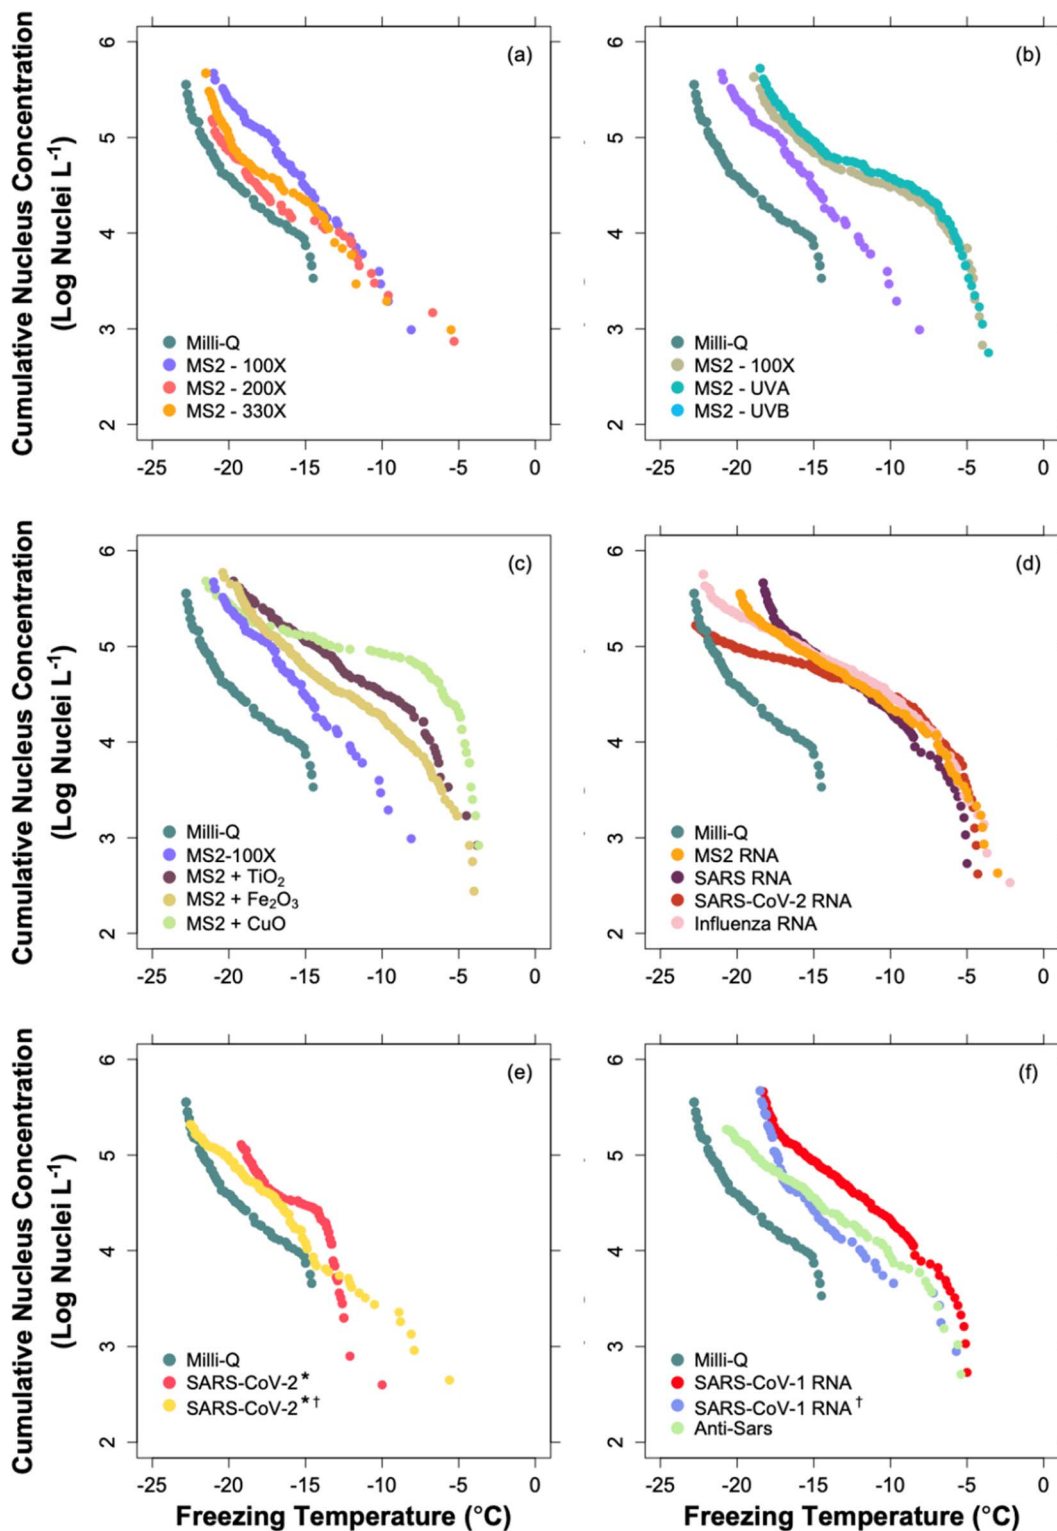 Cumulative Nucleus Concentration
(Log Nuclei L⁻¹)
6
5
4
3
2
(a)
Milli-Q
MS2 - 100X
MS2 - 200X
MS2 - 330X
-25 -20 -15 -10 -5 0
6
5
4
3
2
(b)
Milli-Q
MS2 - 100X
MS2 - UVA
MS2 - UVB
-25 -20 -15 -10 -5 0
Cumulative Nucleus Concentration
(Log Nuclei L⁻¹)
6
5
4
3
2
(c)
Milli-Q
MS2-100X
MS2 + TiO₂
MS2 + Fe₂O₃
MS2 + CuO
-25 -20 -15 -10 -5 0
6
5
4
3
2
(d)
Milli-Q
MS2 RNA
SARS RNA
SARS-CoV-2 RNA
Influenza RNA
-25 -20 -15 -10 -5 0
Cumulative Nucleus Concentration
(Log Nuclei L⁻¹)
6
5
4
3
2
(e)
Milli-Q
SARS-CoV-2*
SARS-CoV-2*†
-25 -20 -15 -10 -5 0
Freezing Temperature (°C)
6
5
4
3
2
(f)
Milli-Q
SARS-CoV-1 RNA
SARS-CoV-1 RNA†
Anti-Sars
-25 -20 -15 -10 -5 0
Freezing Temperature (°C)